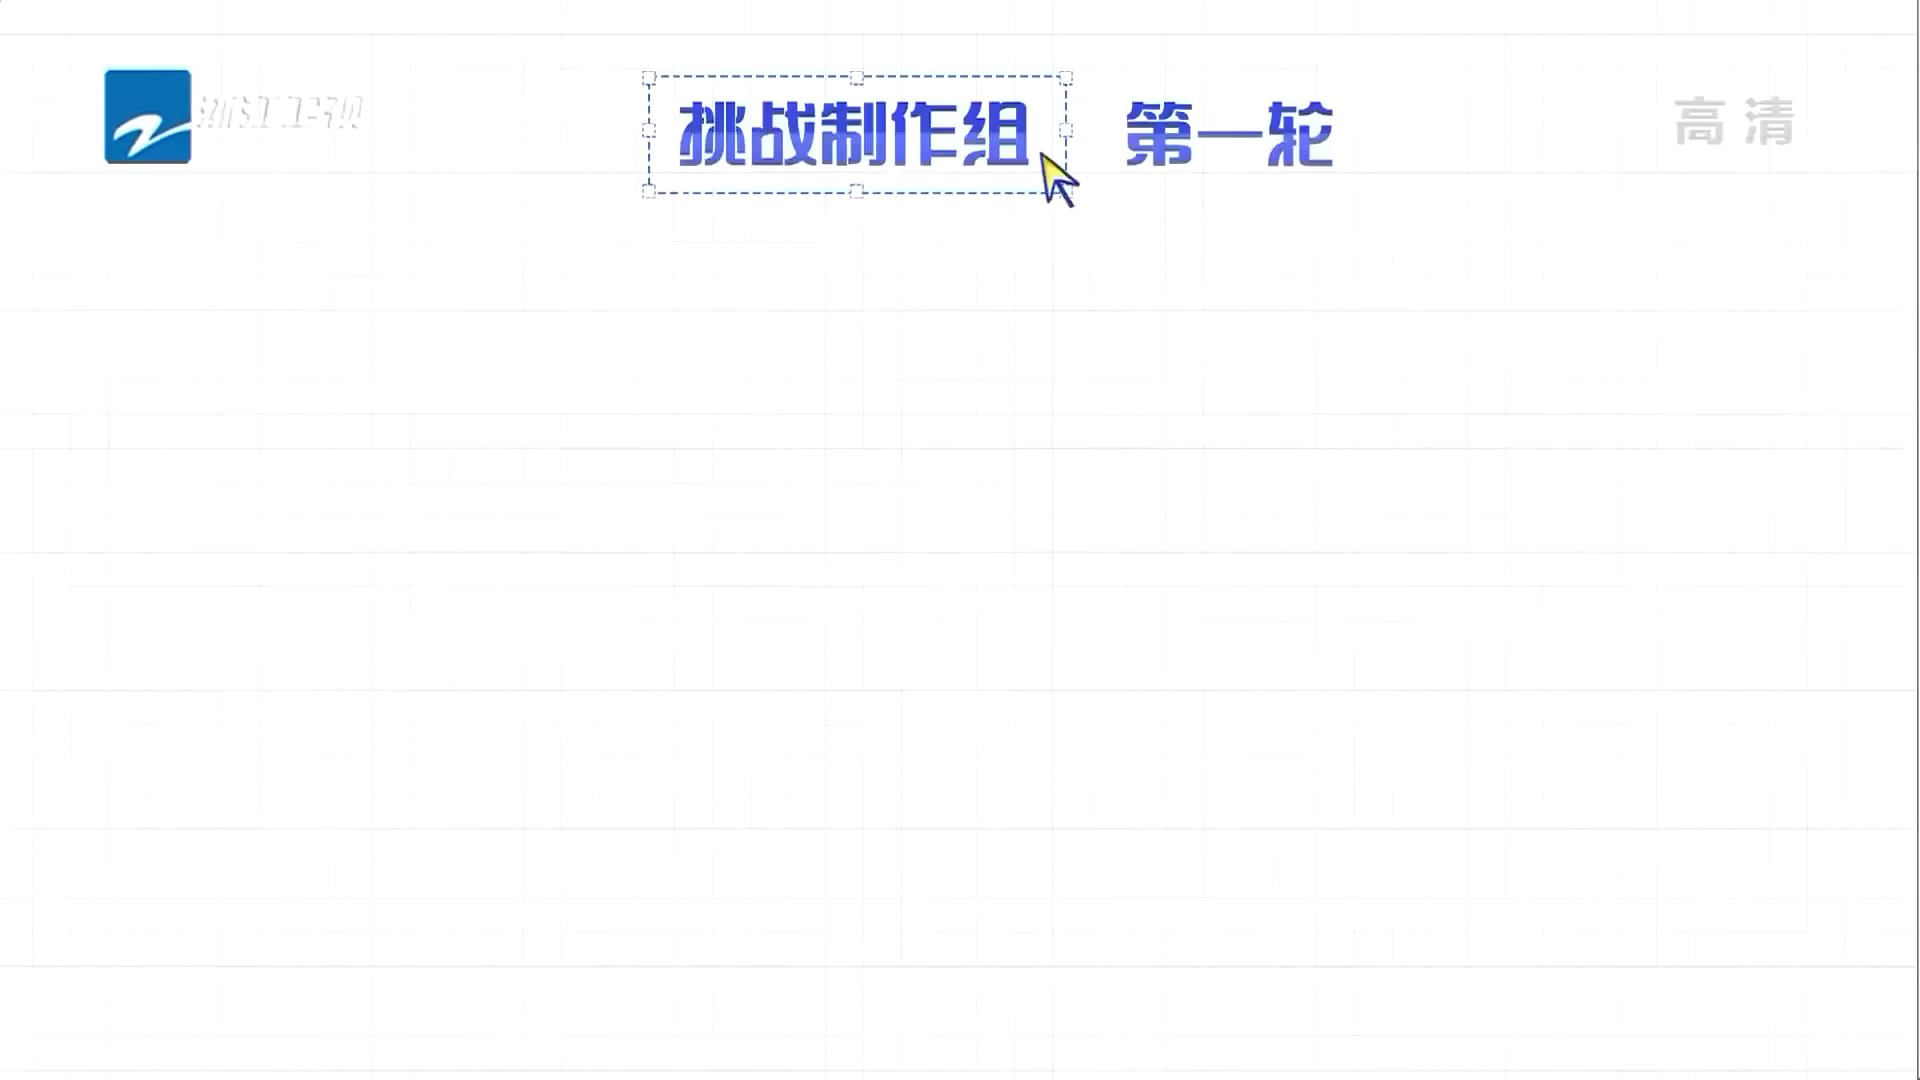 浙江卫视
挑战制作组 第一轮
高清